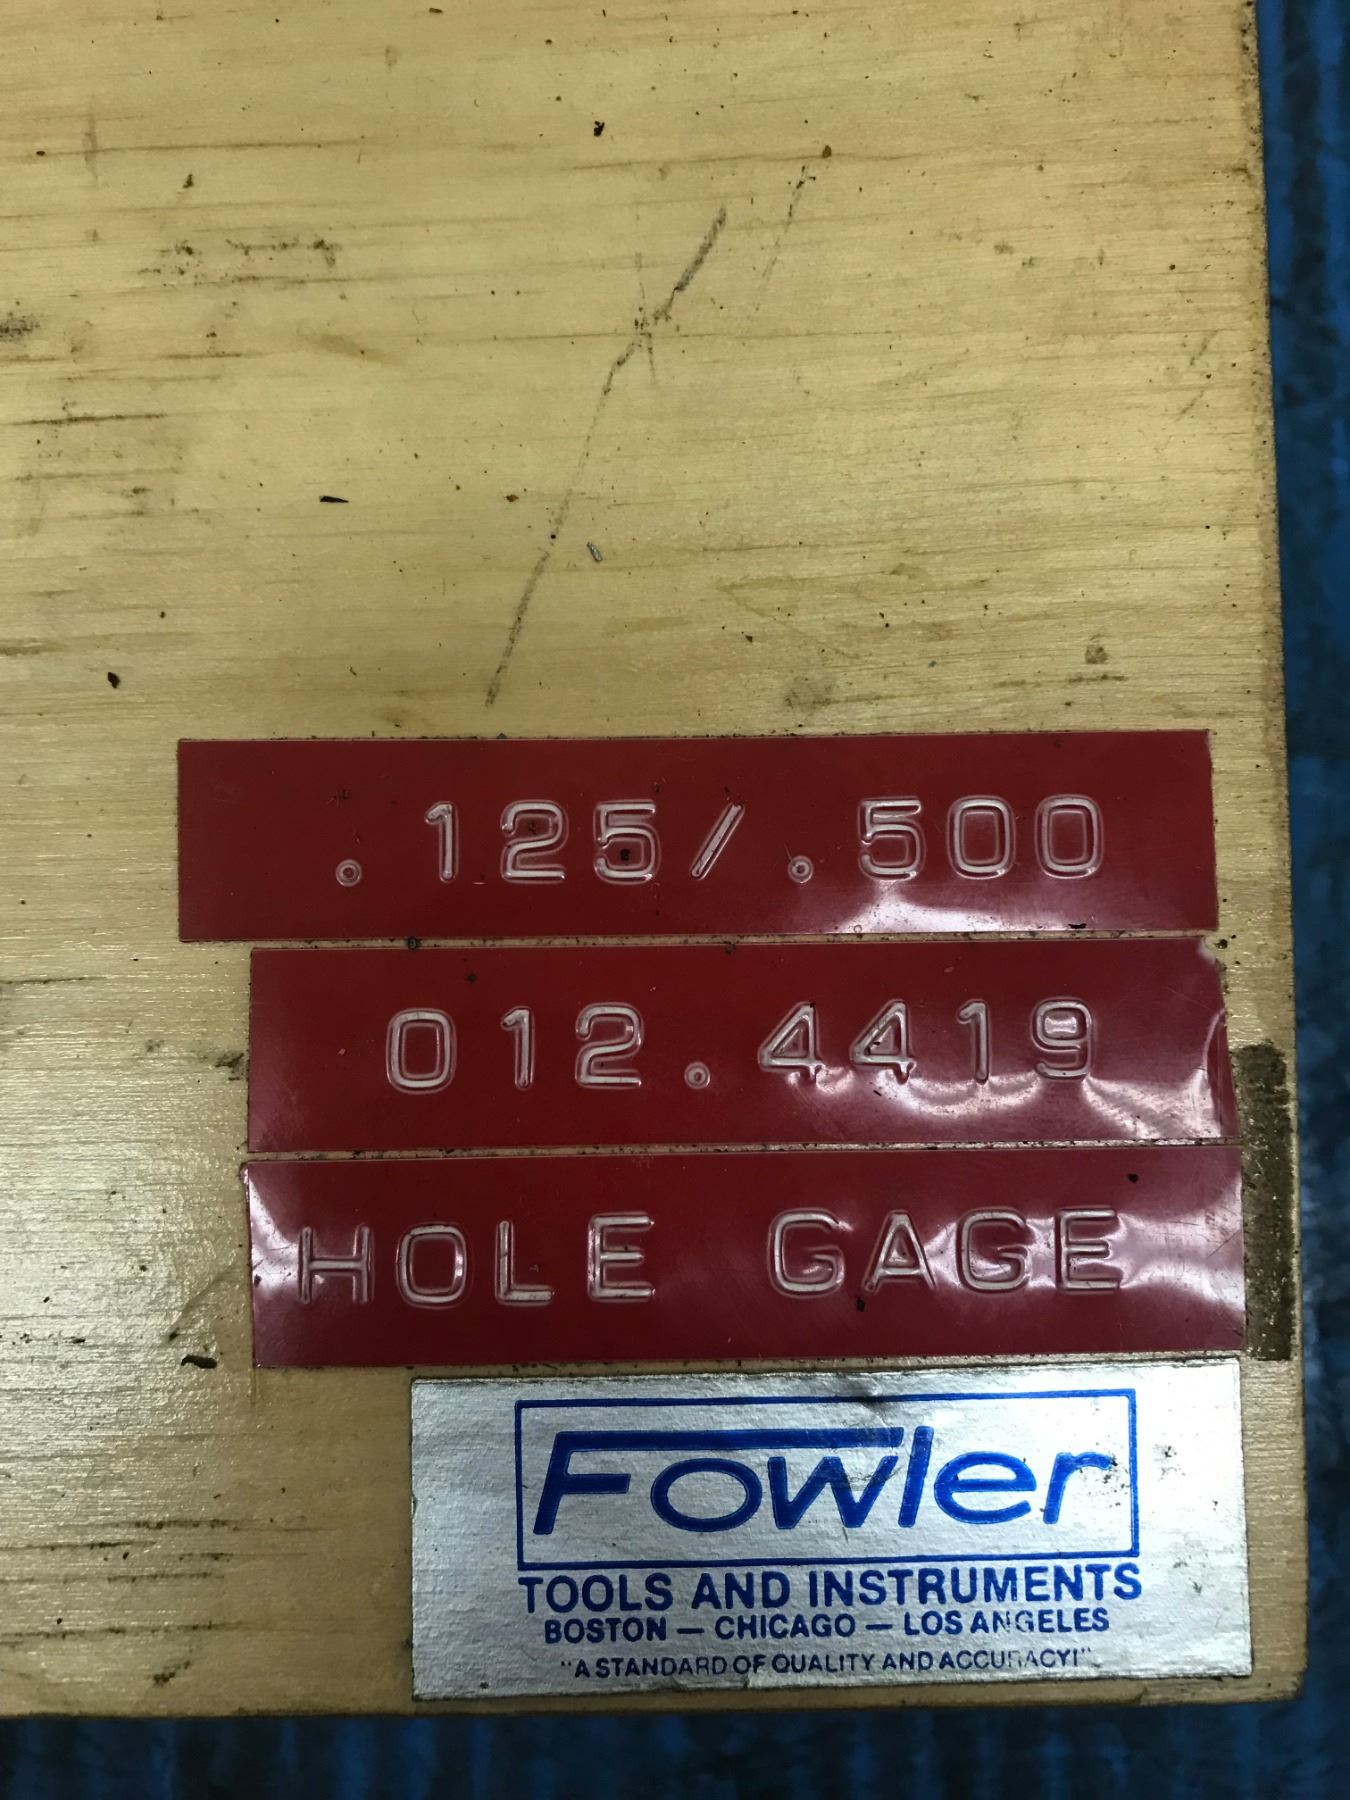 .125/.500
012.4419
HOLE GAGE
Fowler
TOOLS AND INSTRUMENTS
BOSTON — CHICAGO — LOS ANGELES
"A STANDARD OF QUALITY AND ACCURACY!"